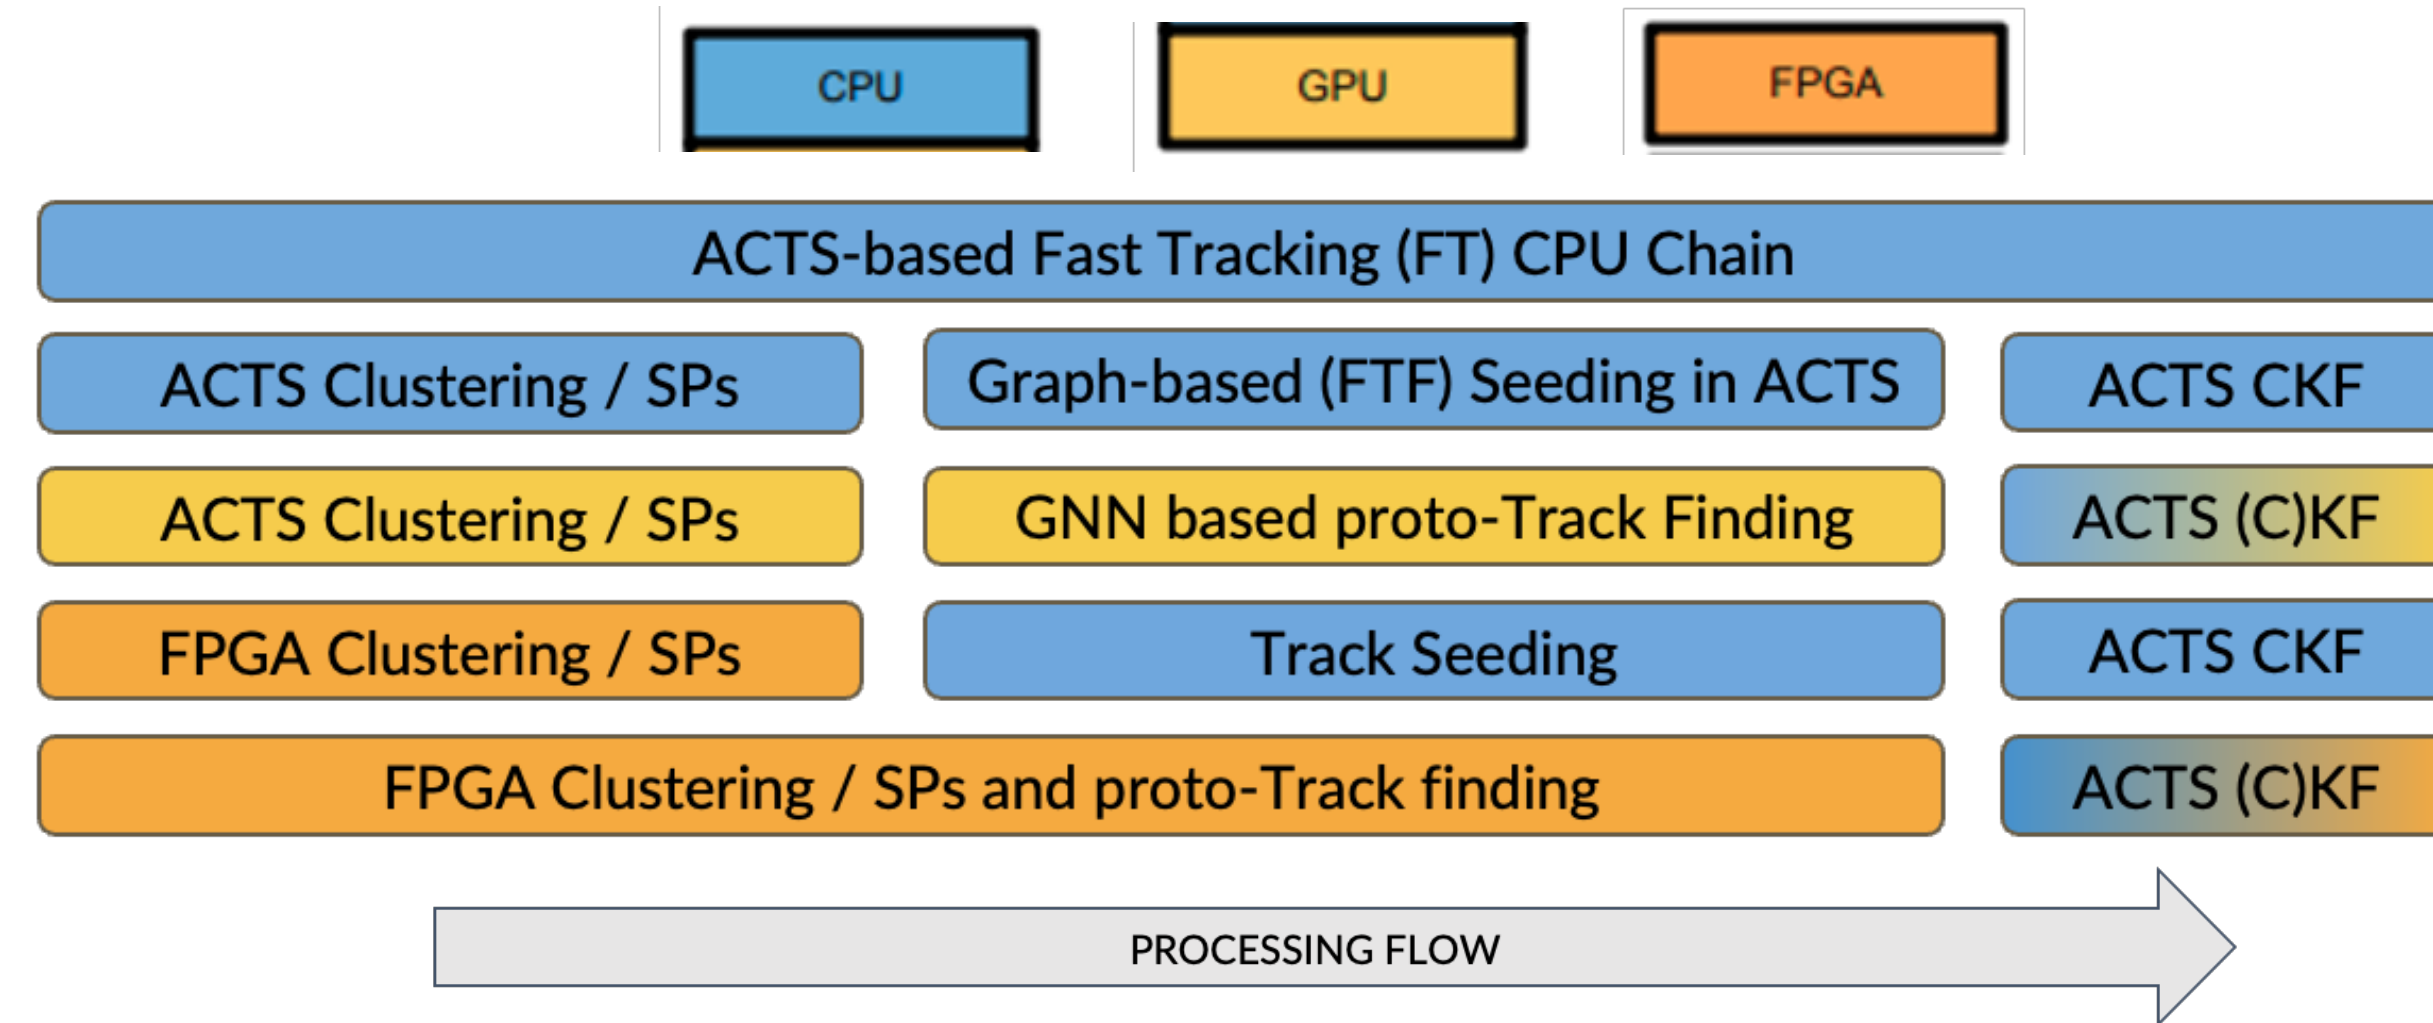 CPU
GPU
FPGA
ACTS-based Fast Tracking (FT) CPU Chain
ACTS Clustering / SPs
Graph-based (FTF) Seeding in ACTS
ACTS CKF
ACTS Clustering / SPs
GNN based proto-Track Finding
ACTS (C)KF
FPGA Clustering / SPs
Track Seeding
ACTS CKF
FPGA Clustering / SPs and proto-Track finding
ACTS (C)KF
PROCESSING FLOW